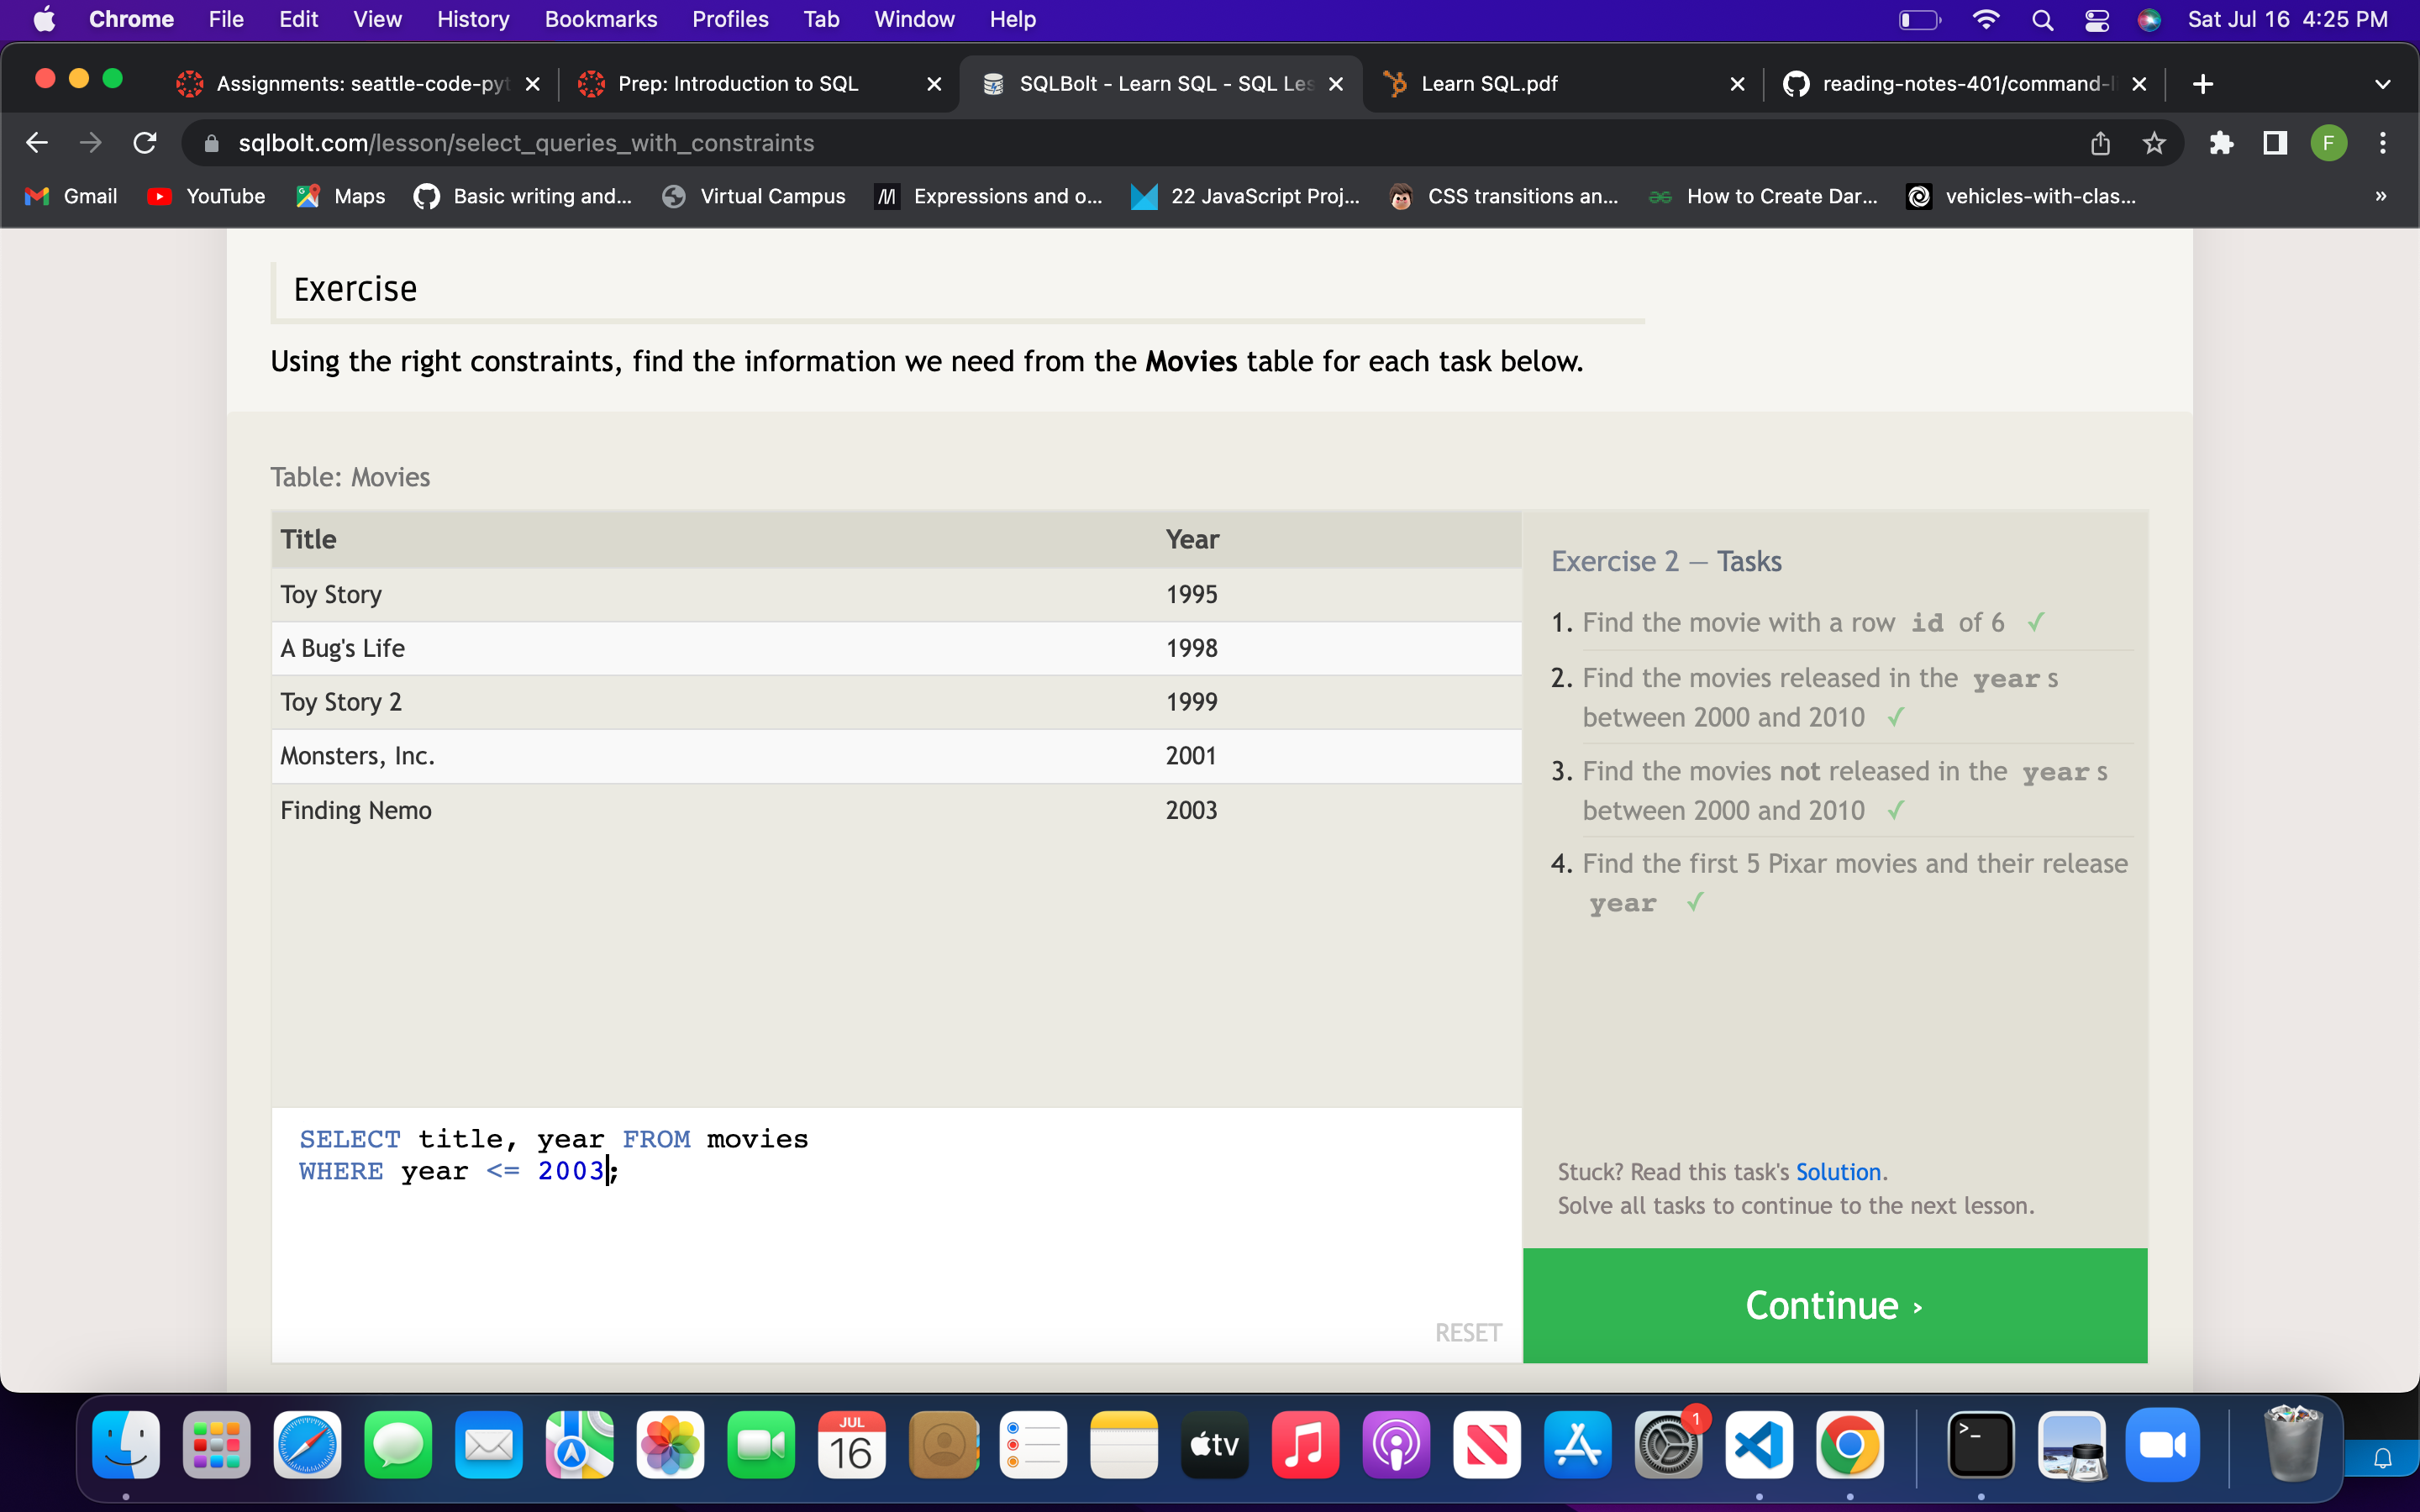 Chrome File Edit View History Bookmarks Profiles Tab Window Help Sat Jul 16 4:25 PM
Assignments: seattle-code-pyt Prep: Introduction to SQL SQLBolt - Learn SQL - SQL Les Learn SQL.pdf reading-notes-401/command-li
sqlbolt.com/lesson/select_queries_with_constraints F
Gmail YouTube Maps Basic writing and... Virtual Campus Expressions and o... 22 JavaScript Proj... CSS transitions an... How to Create Dar... vehicles-with-clas... »
Exercise
Using the right constraints, find the information we need from the Movies table for each task below.
Table: Movies
Title Year
Toy Story 1995
A Bug's Life 1998
Toy Story 2 1999
Monsters, Inc. 2001
Finding Nemo 2003
SELECT title, year FROM movies
WHERE year <= 2003;
RESET
Exercise 2 — Tasks
1. Find the movie with a row id of 6 ✓
2. Find the movies released in the year s
between 2000 and 2010 ✓
3. Find the movies not released in the year s
between 2000 and 2010 ✓
4. Find the first 5 Pixar movies and their release
year ✓
Stuck? Read this task's Solution.
Solve all tasks to continue to the next lesson.
Continue ›
JUL
16
tv
1
>_